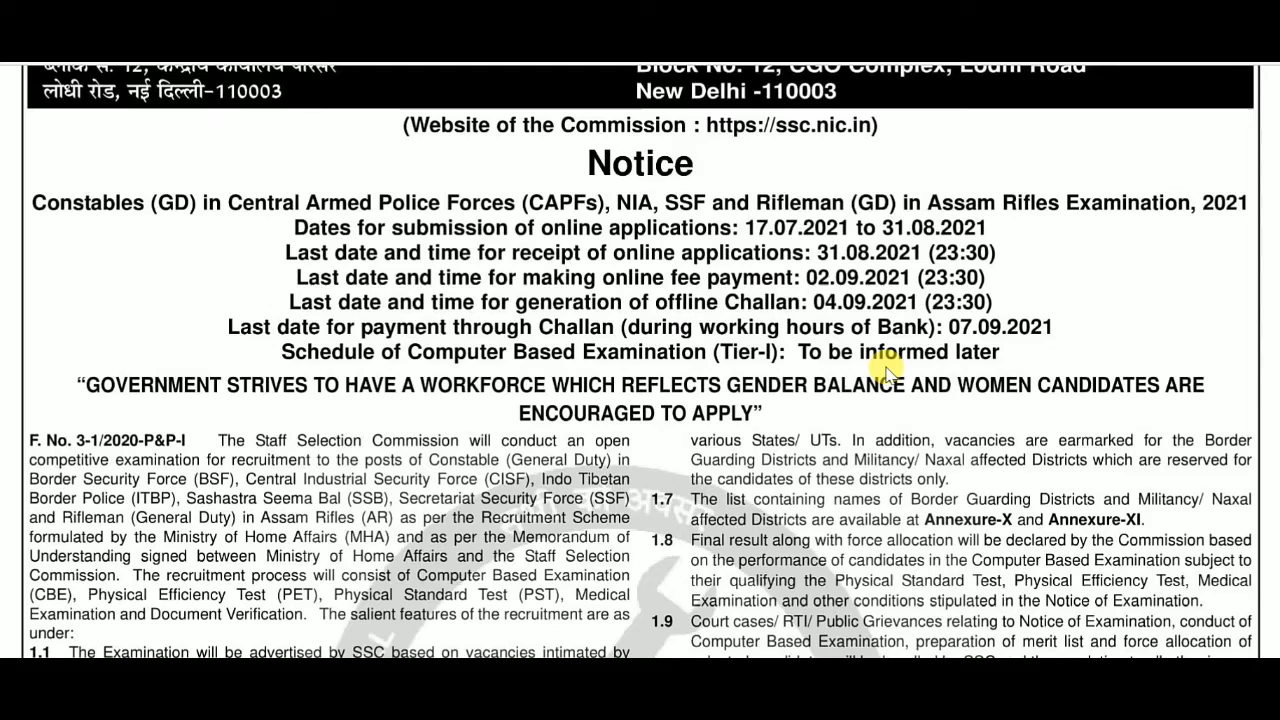 ब्लॉक सं. 12, केन्द्रीय कार्यालय परिसर
लोधी रोड, नई दिल्ली-110003
Block No. 12, CGO Complex, Lodhi Road
New Delhi -110003
(Website of the Commission : https://ssc.nic.in)
Notice
Constables (GD) in Central Armed Police Forces (CAPFs), NIA, SSF and Rifleman (GD) in Assam Rifles Examination, 2021
Dates for submission of online applications: 17.07.2021 to 31.08.2021
Last date and time for receipt of online applications: 31.08.2021 (23:30)
Last date and time for making online fee payment: 02.09.2021 (23:30)
Last date and time for generation of offline Challan: 04.09.2021 (23:30)
Last date for payment through Challan (during working hours of Bank): 07.09.2021
Schedule of Computer Based Examination (Tier-I): To be informed later
“GOVERNMENT STRIVES TO HAVE A WORKFORCE WHICH REFLECTS GENDER BALANCE AND WOMEN CANDIDATES ARE
ENCOURAGED TO APPLY”
F. No. 3-1/2020-P&P-I The Staff Selection Commission will conduct an open
competitive examination for recruitment to the posts of Constable (General Duty) in
Border Security Force (BSF), Central Industrial Security Force (CISF), Indo Tibetan
Border Police (ITBP), Sashastra Seema Bal (SSB), Secretariat Security Force (SSF)
and Rifleman (General Duty) in Assam Rifles (AR) as per the Recruitment Scheme
formulated by the Ministry of Home Affairs (MHA) and as per the Memorandum of
Understanding signed between Ministry of Home Affairs and the Staff Selection
Commission. The recruitment process will consist of Computer Based Examination
(CBE), Physical Efficiency Test (PET), Physical Standard Test (PST), Medical
Examination and Document Verification. The salient features of the recruitment are as
under:
1.1 The Examination will be advertised by SSC based on vacancies intimated by
various States/ UTs. In addition, vacancies are earmarked for the Border
Guarding Districts and Militancy/ Naxal affected Districts which are reserved for
the candidates of these districts only.
1.7 The list containing names of Border Guarding Districts and Militancy/ Naxal
affected Districts are available at Annexure-X and Annexure-XI.
1.8 Final result along with force allocation will be declared by the Commission based
on the performance of candidates in the Computer Based Examination subject to
their qualifying the Physical Standard Test, Physical Efficiency Test, Medical
Examination and other conditions stipulated in the Notice of Examination.
1.9 Court cases/ RTI/ Public Grievances relating to Notice of Examination, conduct of
Computer Based Examination, preparation of merit list and force allocation of